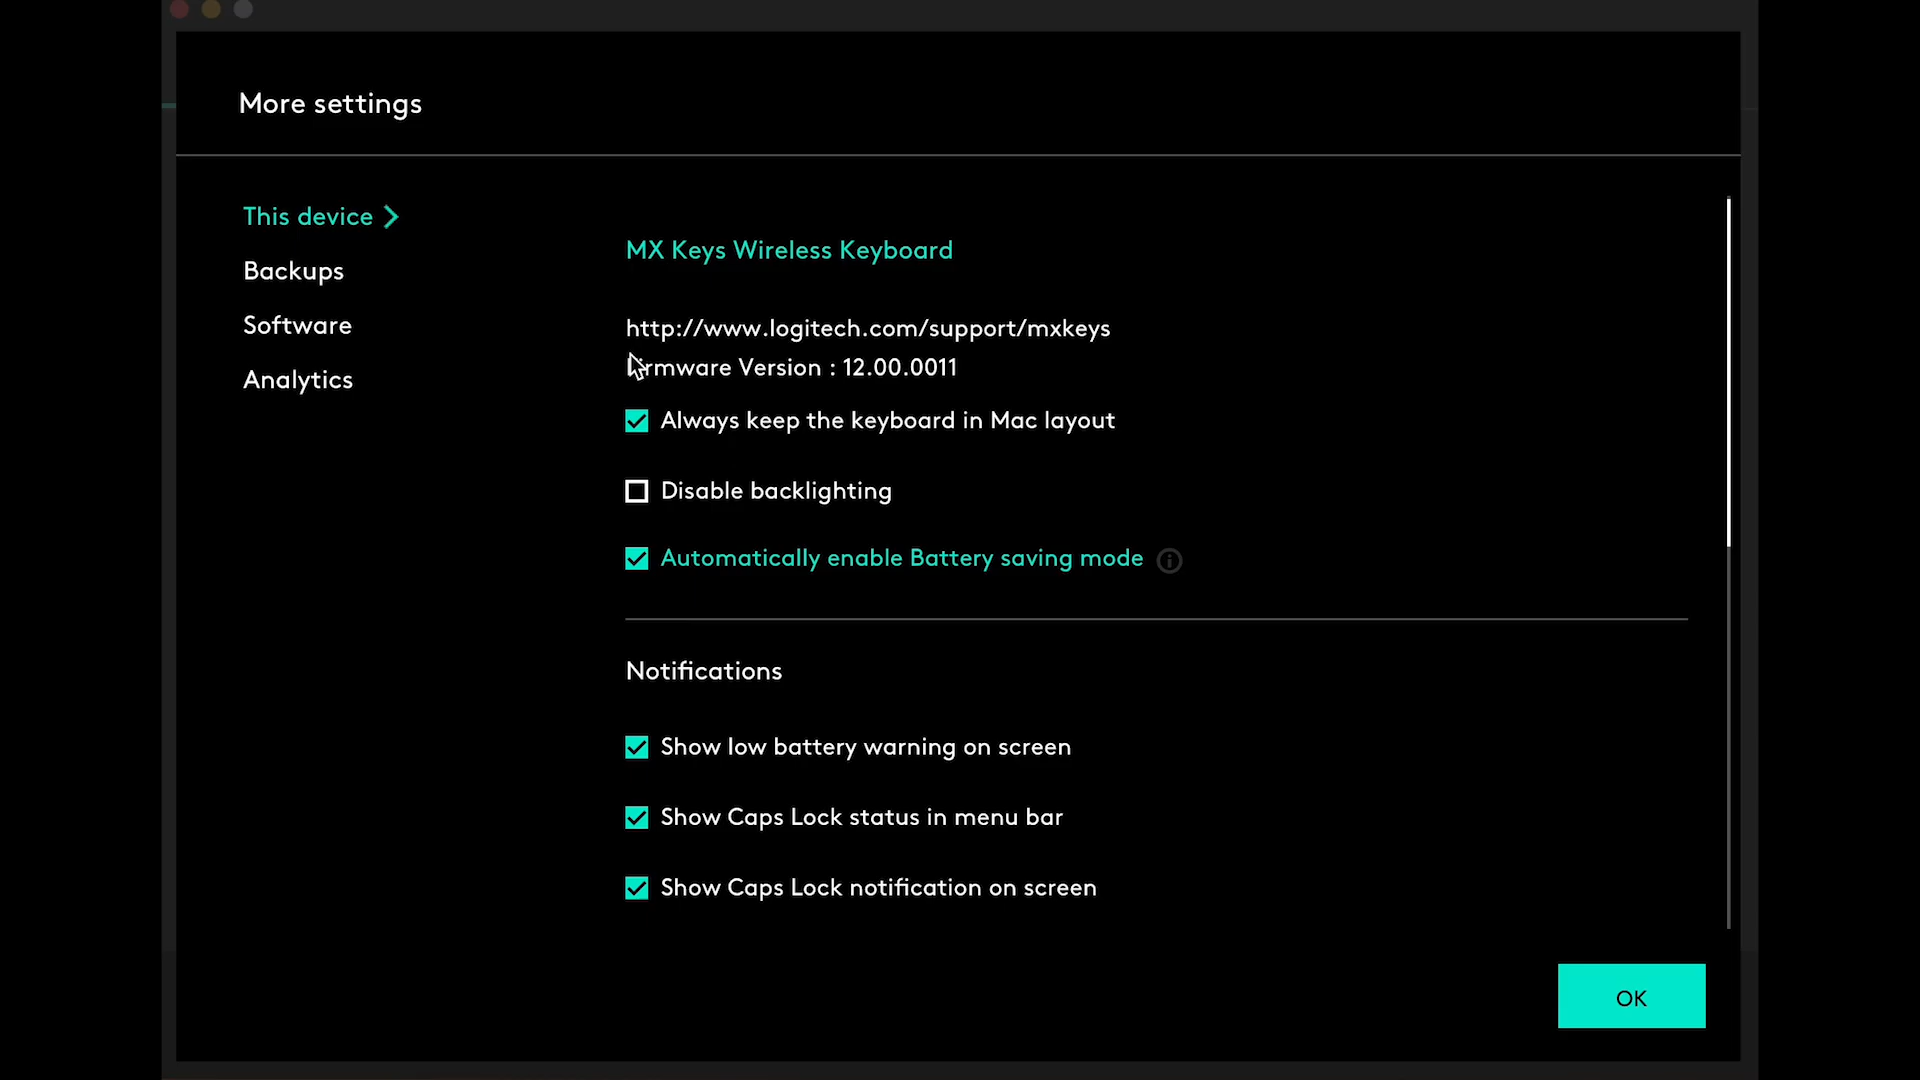 More settings
This device
Backups
Software
Analytics
MX Keys Wireless Keyboard
http://www.logitech.com/support/mxkeys
Firmware Version : 12.00.0011
Always keep the keyboard in Mac layout
Disable backlighting
Automatically enable Battery saving mode
Notifications
Show low battery warning on screen
Show Caps Lock status in menu bar
Show Caps Lock notification on screen
OK